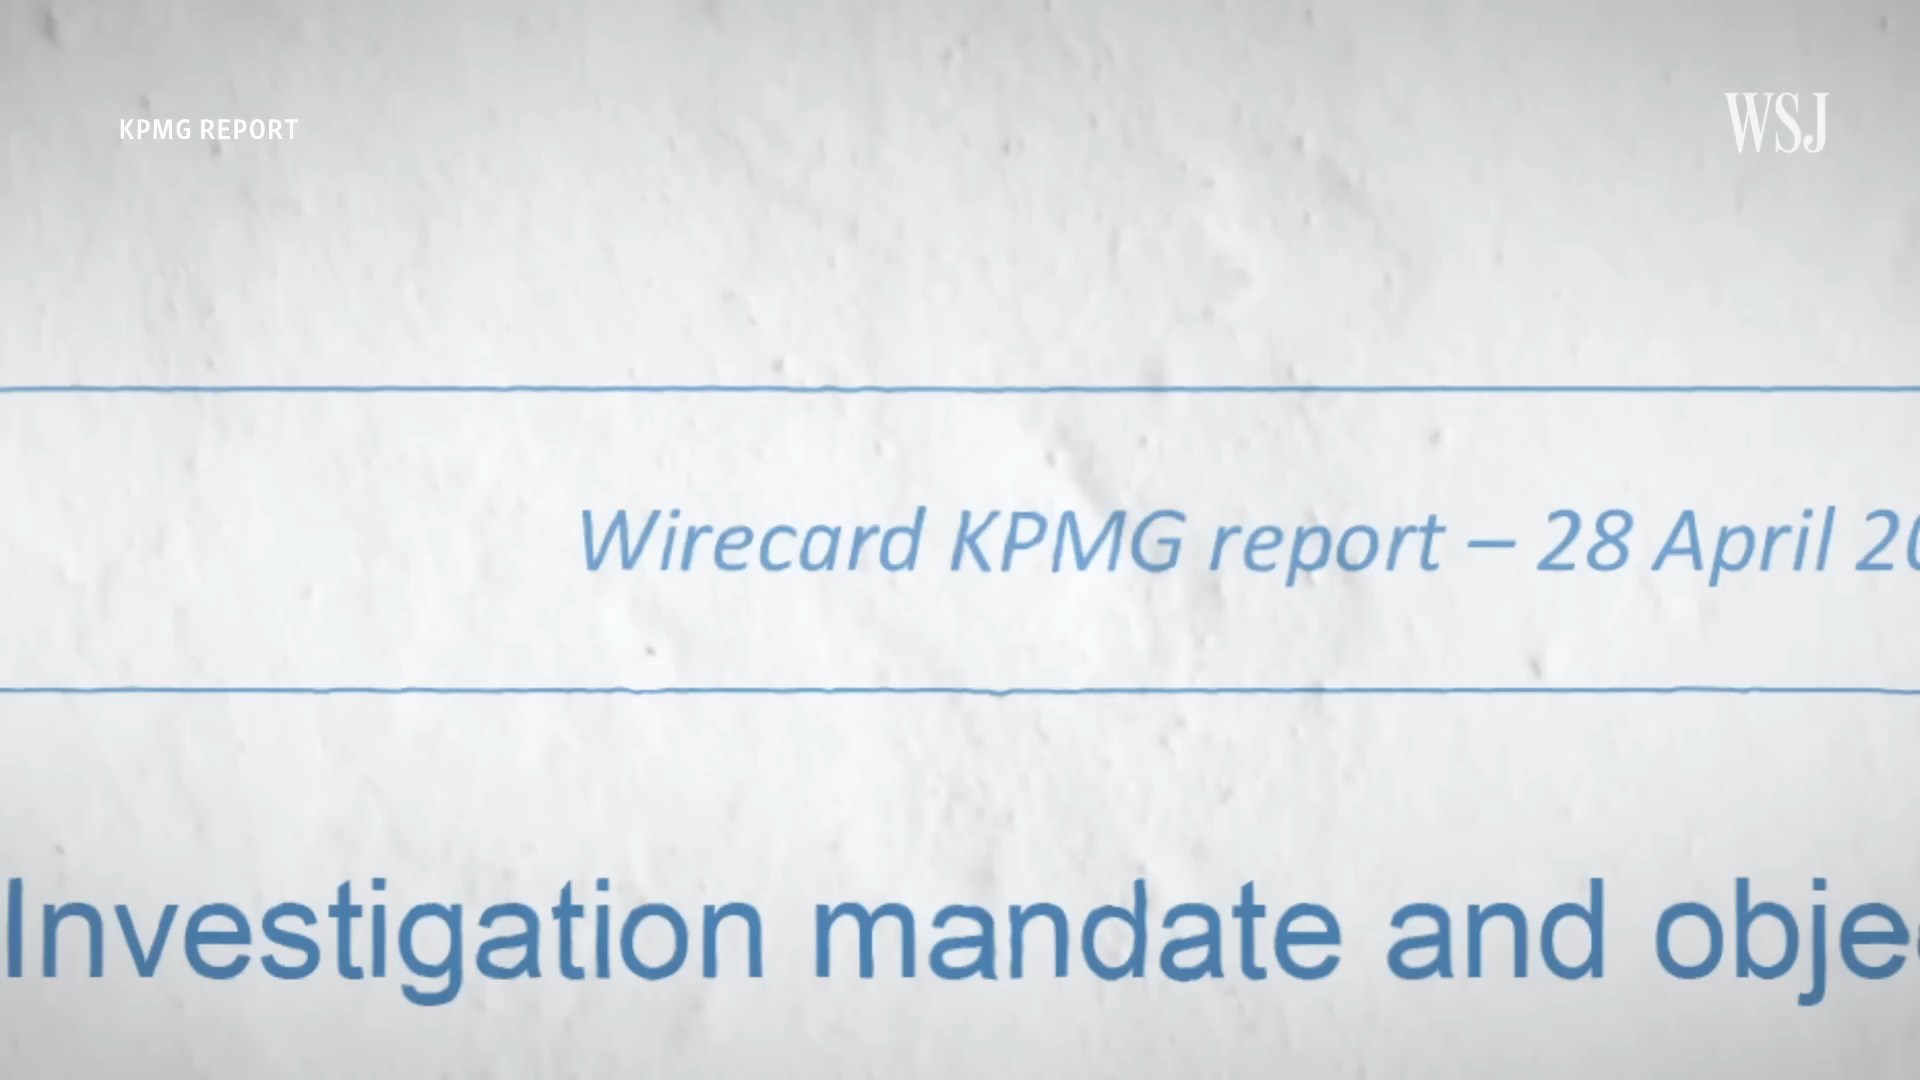 KPMG REPORT
WSJ
Wirecard KPMG report – 28 April 20
Investigation mandate and obje